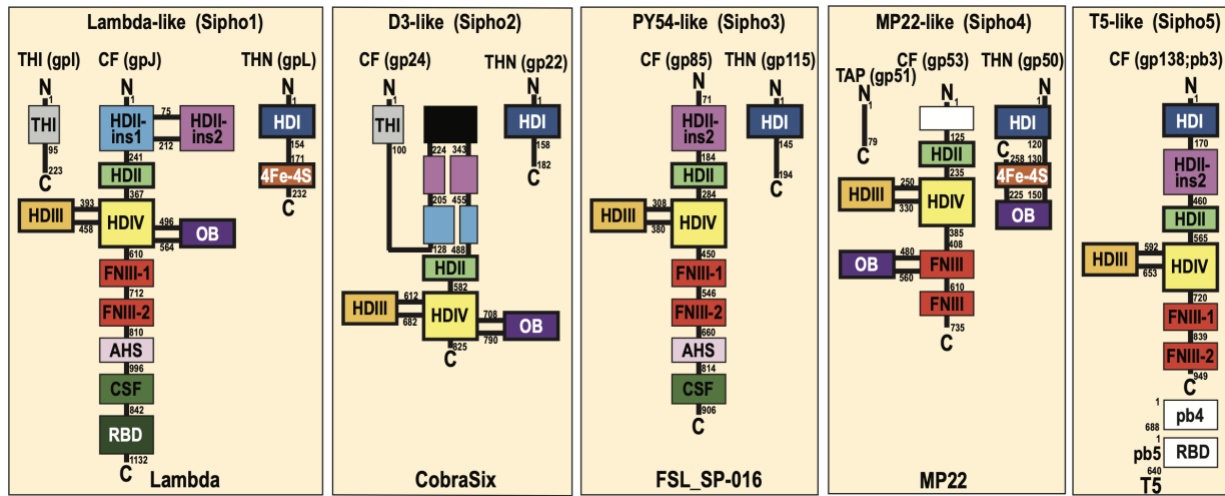 Lambda-like (Sipho1)
THI (gpI) CF (gpJ) THN (gpL)
N N N
1 1 1
THI HDII-ins1 75 212 HDII-ins2 HDI
95 241 154
223 C
HDII 171
4Fe-4S
367 232 C
HDIII 393 458 HDIV 496 564 OB
610
FNIII-1
712
FNIII-2
810
AHS
996
CSF
842
RBD
C 1132
Lambda
D3-like (Sipho2)
CF (gp24) THN (gp22)
N N
1 1
THI HDI
100 224 343 158
182 C
205 455
128 488
HDII
582
HDIII 612 682 HDIV 708 790 OB
825
C
CobraSix
PY54-like (Sipho3)
CF (gp85) THN (gp115)
N N
71 1
HDII-ins2 HDI
184 145
HDII 194 C
284
HDIII 308 380 HDIV
450
FNIII-1
546
FNIII-2
660
AHS
814
CSF
906
C
FSL_SP-016
MP22-like (Sipho4)
TAP (gp51) CF (gp53) THN (gp50)
N N N
1 1 1
79 C
125 HDI
HDII 120
C 258 130
235 4Fe-4S
225 150
OB
HDIII 250 330 HDIV
385
408
OB 480 560 FNIII
610
FNIII
735
C
MP22
T5-like (Sipho5)
CF (gp138;pb3)
N
1
HDI
170
HDII-ins2
460
HDII
565
HDIII 592 653 HDIV
720
FNIII-1
839
FNIII-2
949
C
1
pb4
688
1
pb5 RBD
640
T5